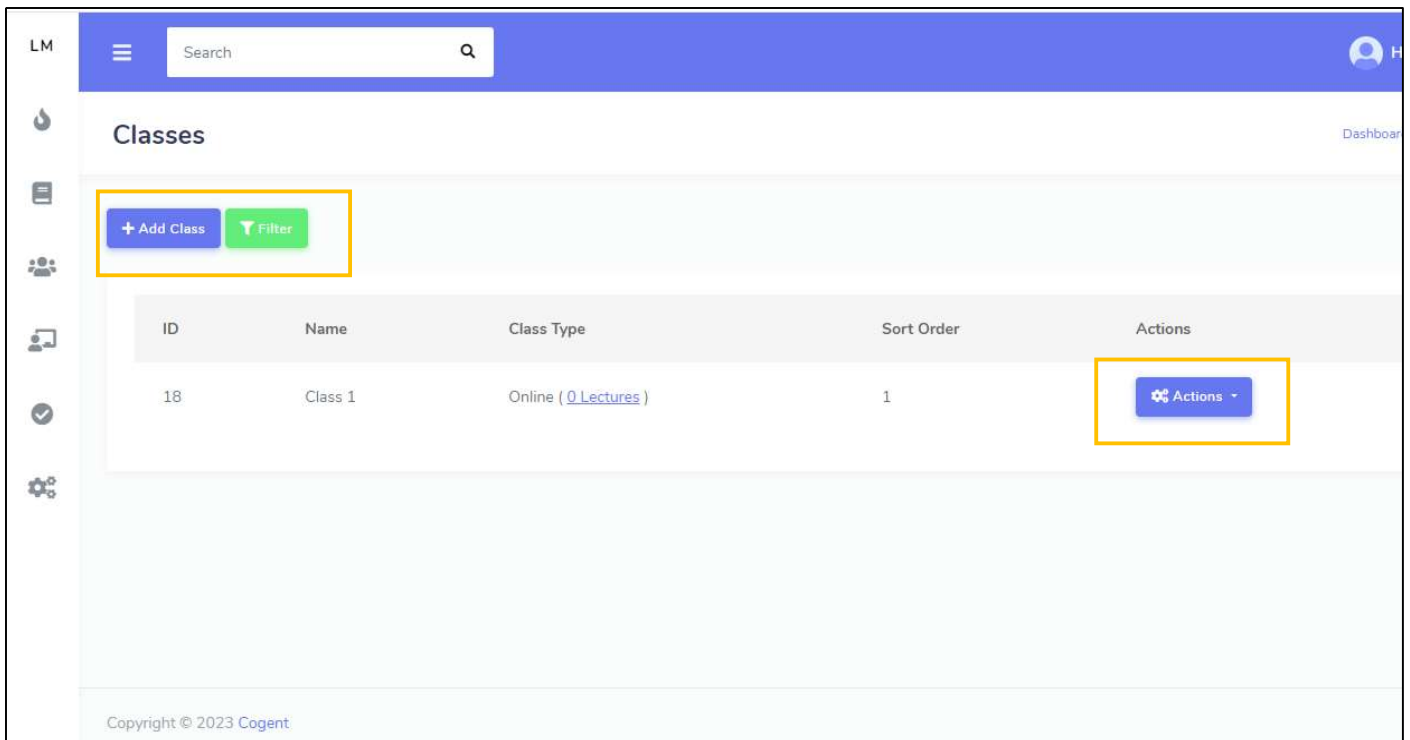 LM
Search
H
Classes
Dashboar
+ Add Class Filter
ID Name Class Type Sort Order Actions
18 Class 1 Online ( 0 Lectures ) 1 Actions
Copyright © 2023 Cogent